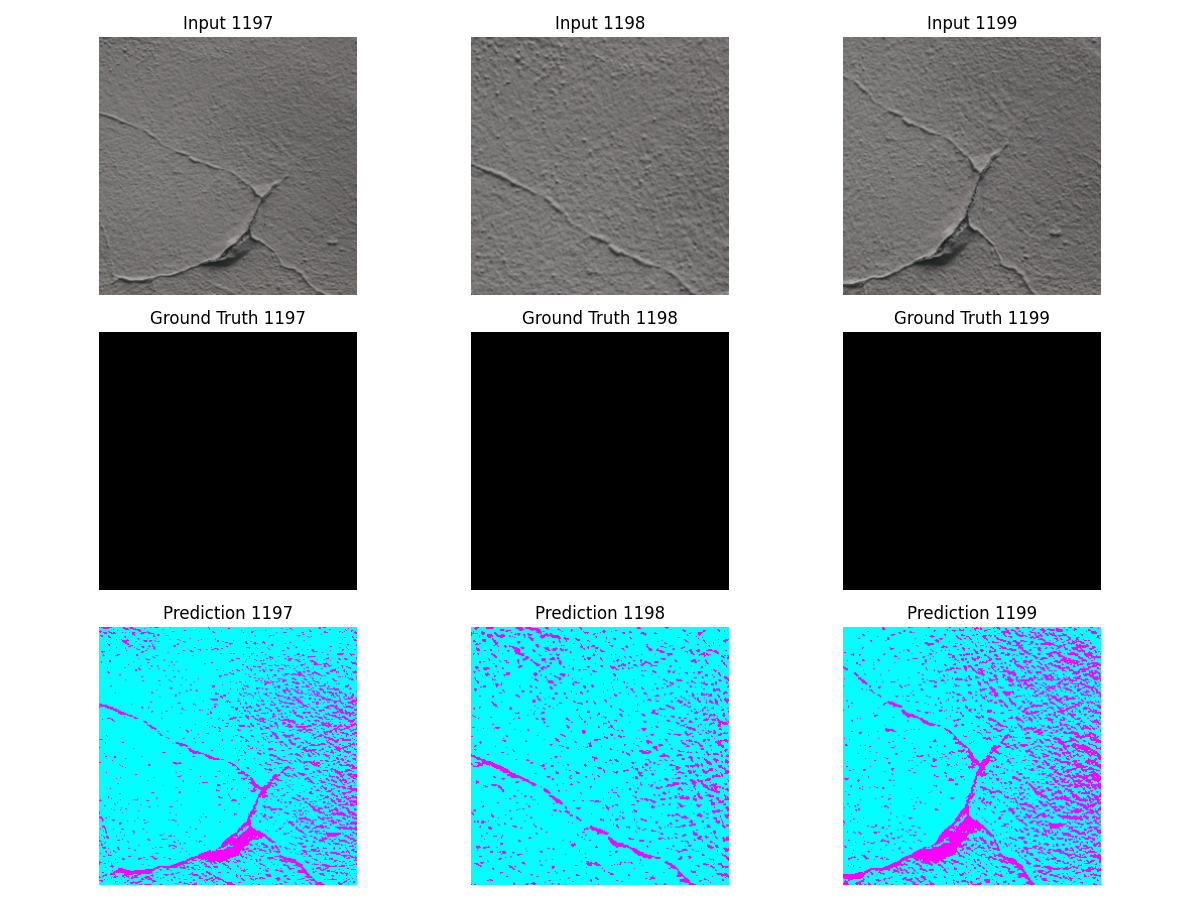 Input 1197
Input 1198
Input 1199
Ground Truth 1197
Ground Truth 1198
Ground Truth 1199
Prediction 1197
Prediction 1198
Prediction 1199